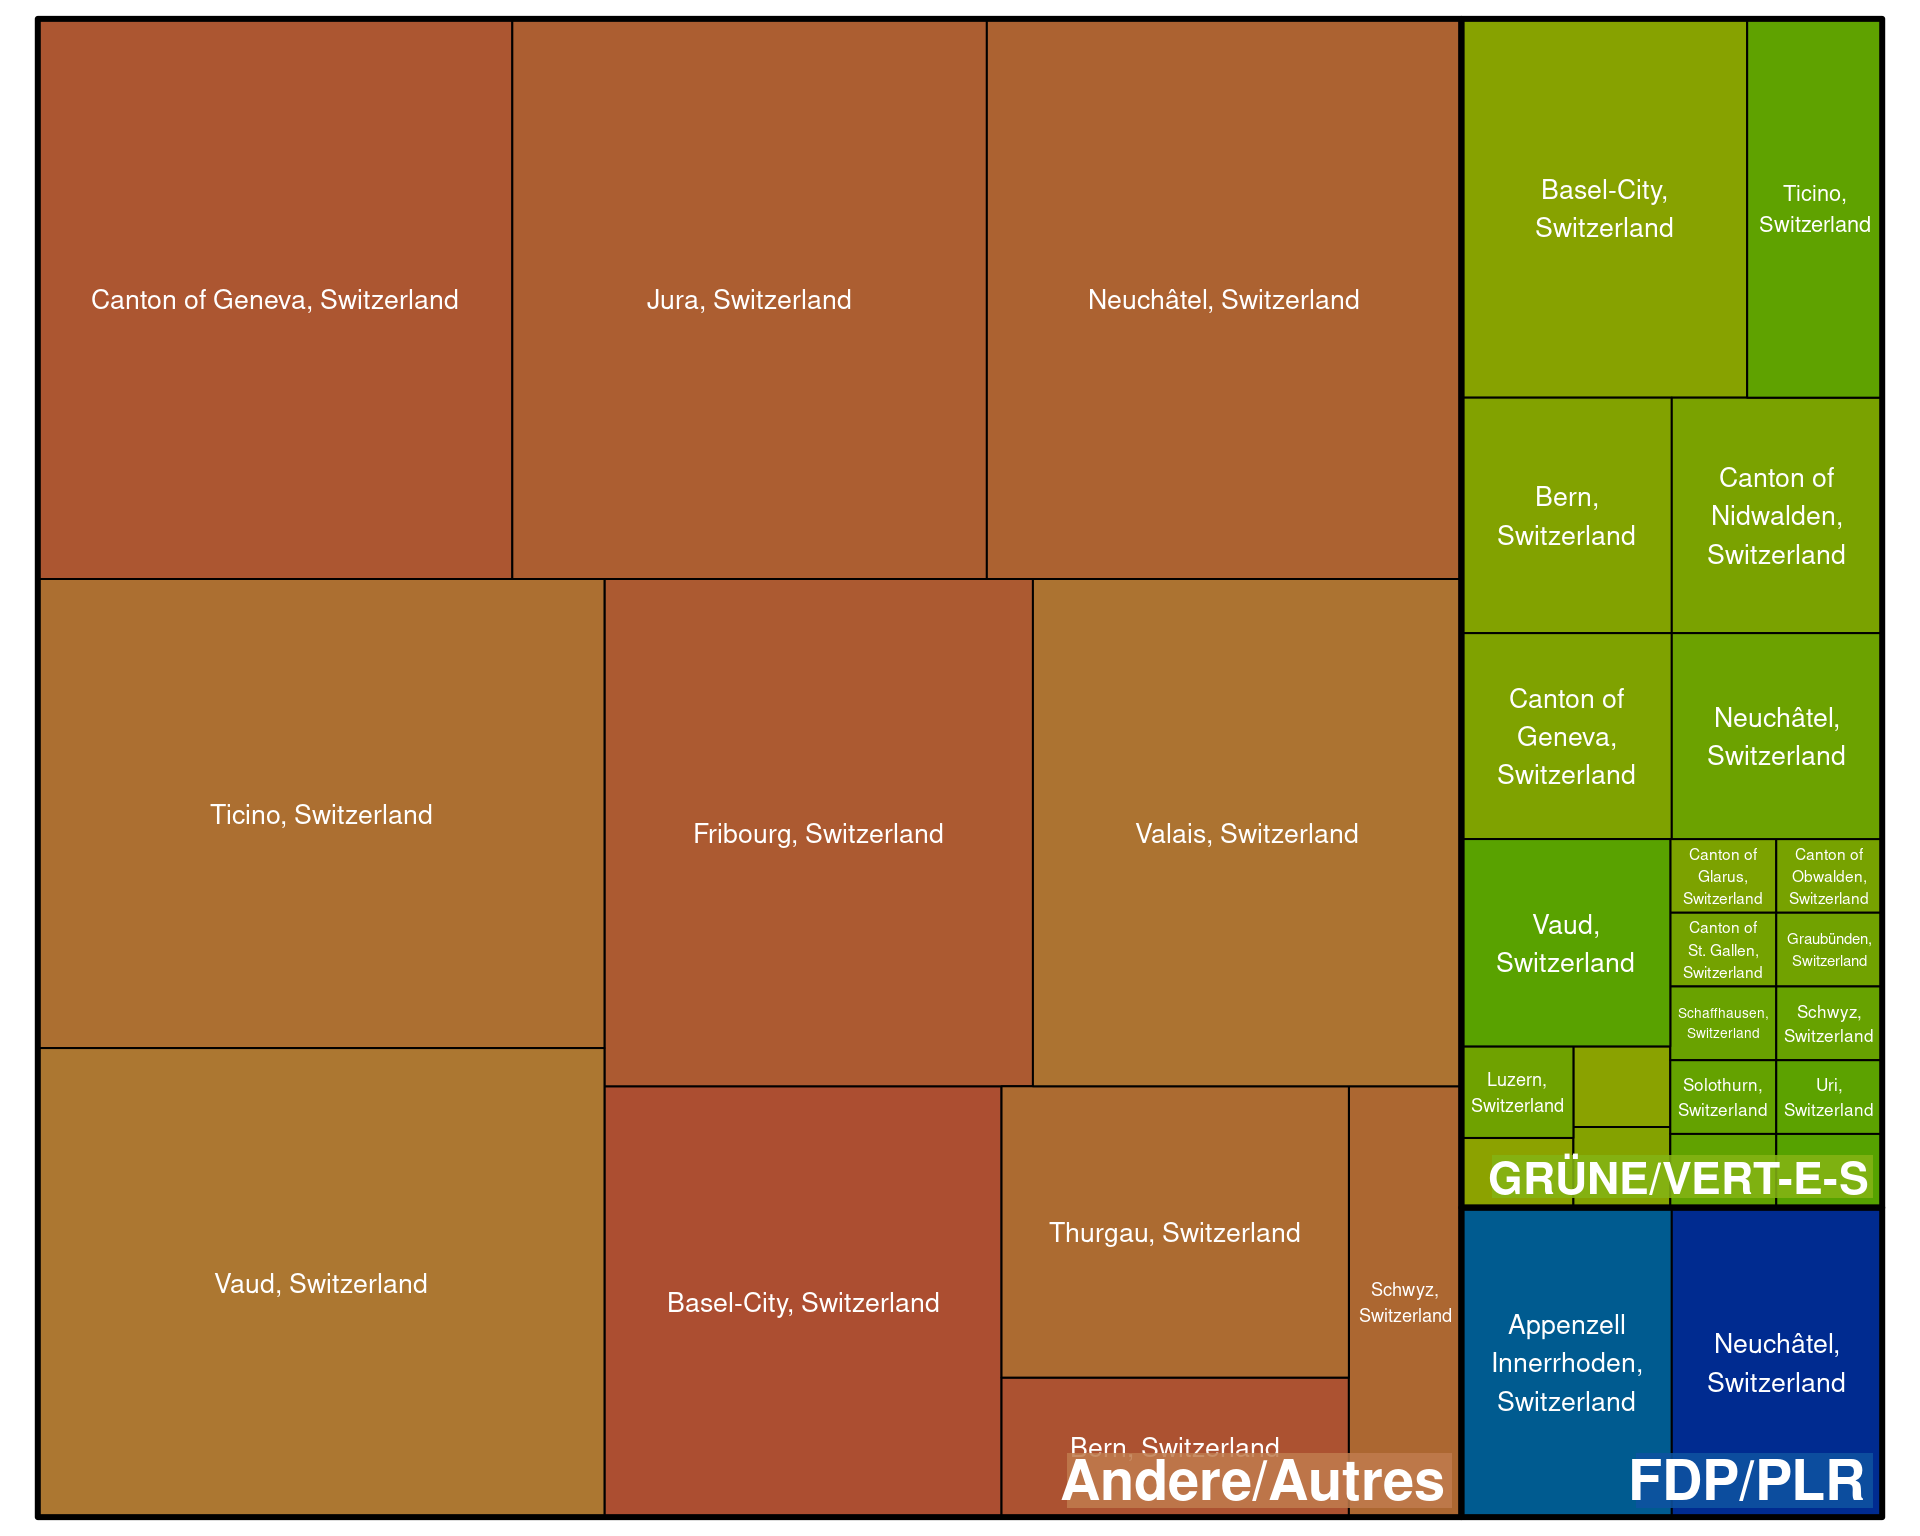 Canton of Geneva, Switzerland
Jura, Switzerland
Neuchâtel, Switzerland
Ticino, Switzerland
Fribourg, Switzerland
Valais, Switzerland
Vaud, Switzerland
Basel-City, Switzerland
Thurgau, Switzerland
Schwyz,
Switzerland
Bern, Switzerland
Andere/Autres
Basel-City,
Switzerland
Ticino,
Switzerland
Bern,
Switzerland
Canton of
Nidwalden,
Switzerland
Canton of
Geneva,
Switzerland
Neuchâtel,
Switzerland
Vaud,
Switzerland
Canton of
Glarus,
Switzerland
Canton of
Obwalden,
Switzerland
Canton of
St. Gallen,
Switzerland
Graubünden,
Switzerland
Schaffhausen,
Switzerland
Schwyz,
Switzerland
Luzern,
Switzerland
Solothurn,
Switzerland
Uri,
Switzerland
GRÜNE/VERT-E-S
Appenzell
Innerrhoden,
Switzerland
Neuchâtel,
Switzerland
FDP/PLR